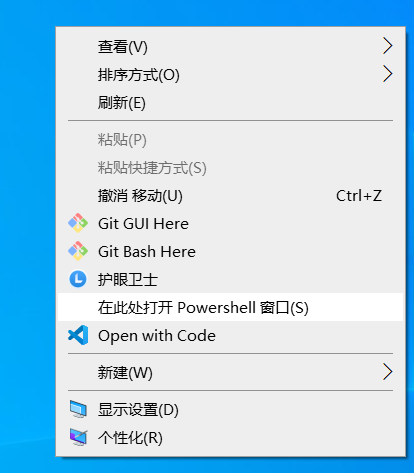 查看(V)
排序方式(O)
刷新(E)
粘贴(P)
粘贴快捷方式(S)
撤消 移动(U) Ctrl+Z
Git GUI Here
Git Bash Here
护眼卫士
在此处打开 Powershell 窗口(S)
Open with Code
新建(W)
显示设置(D)
个性化(R)